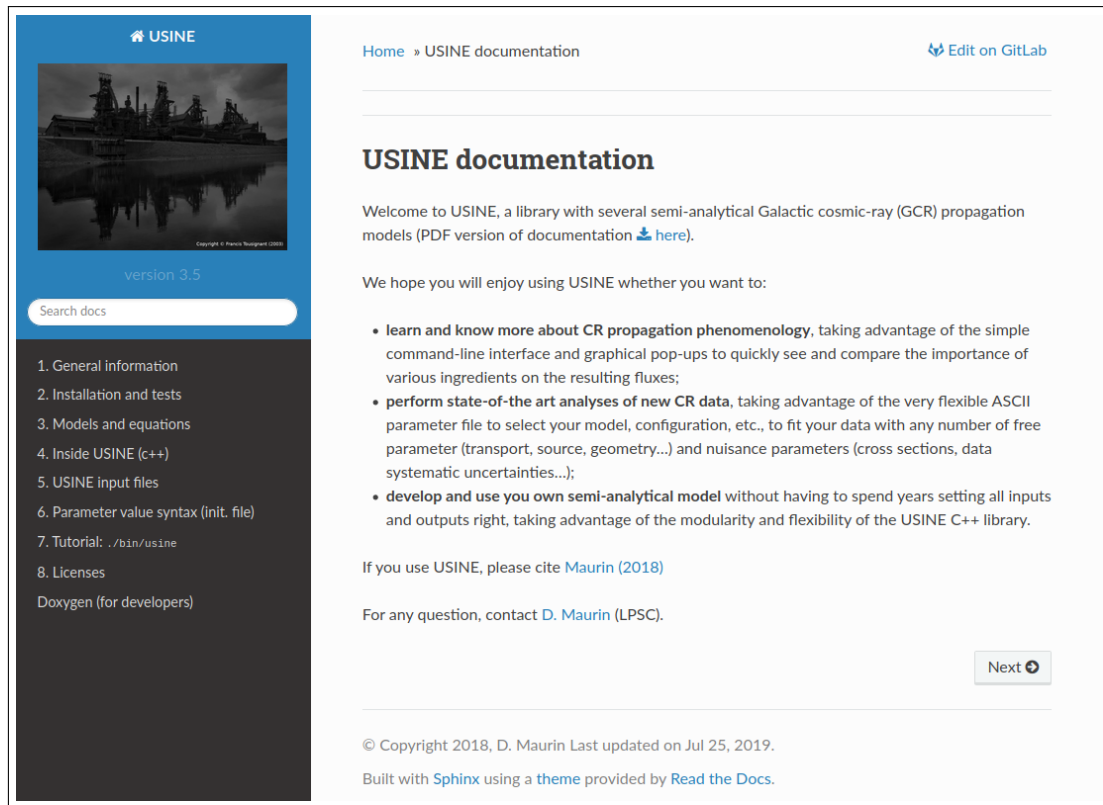 USINE
Copyright © Francis Toussignant (2003)
version 3.5
Search docs
1. General information
2. Installation and tests
3. Models and equations
4. Inside USINE (c++)
5. USINE input files
6. Parameter value syntax (init. file)
7. Tutorial: ./bin/usine
8. Licenses
Doxygen (for developers)
Home » USINE documentation
Edit on GitLab
USINE documentation
Welcome to USINE, a library with several semi-analytical Galactic cosmic-ray (GCR) propagation
models (PDF version of documentation here).
We hope you will enjoy using USINE whether you want to:
• learn and know more about CR propagation phenomenology, taking advantage of the simple
command-line interface and graphical pop-ups to quickly see and compare the importance of
various ingredients on the resulting fluxes;
• perform state-of-the art analyses of new CR data, taking advantage of the very flexible ASCII
parameter file to select your model, configuration, etc., to fit your data with any number of free
parameter (transport, source, geometry...) and nuisance parameters (cross sections, data
systematic uncertainties...);
• develop and use you own semi-analytical model without having to spend years setting all inputs
and outputs right, taking advantage of the modularity and flexibility of the USINE C++ library.
If you use USINE, please cite Maurin (2018)
For any question, contact D. Maurin (LPSC).
Next
© Copyright 2018, D. Maurin Last updated on Jul 25, 2019.
Built with Sphinx using a theme provided by Read the Docs.